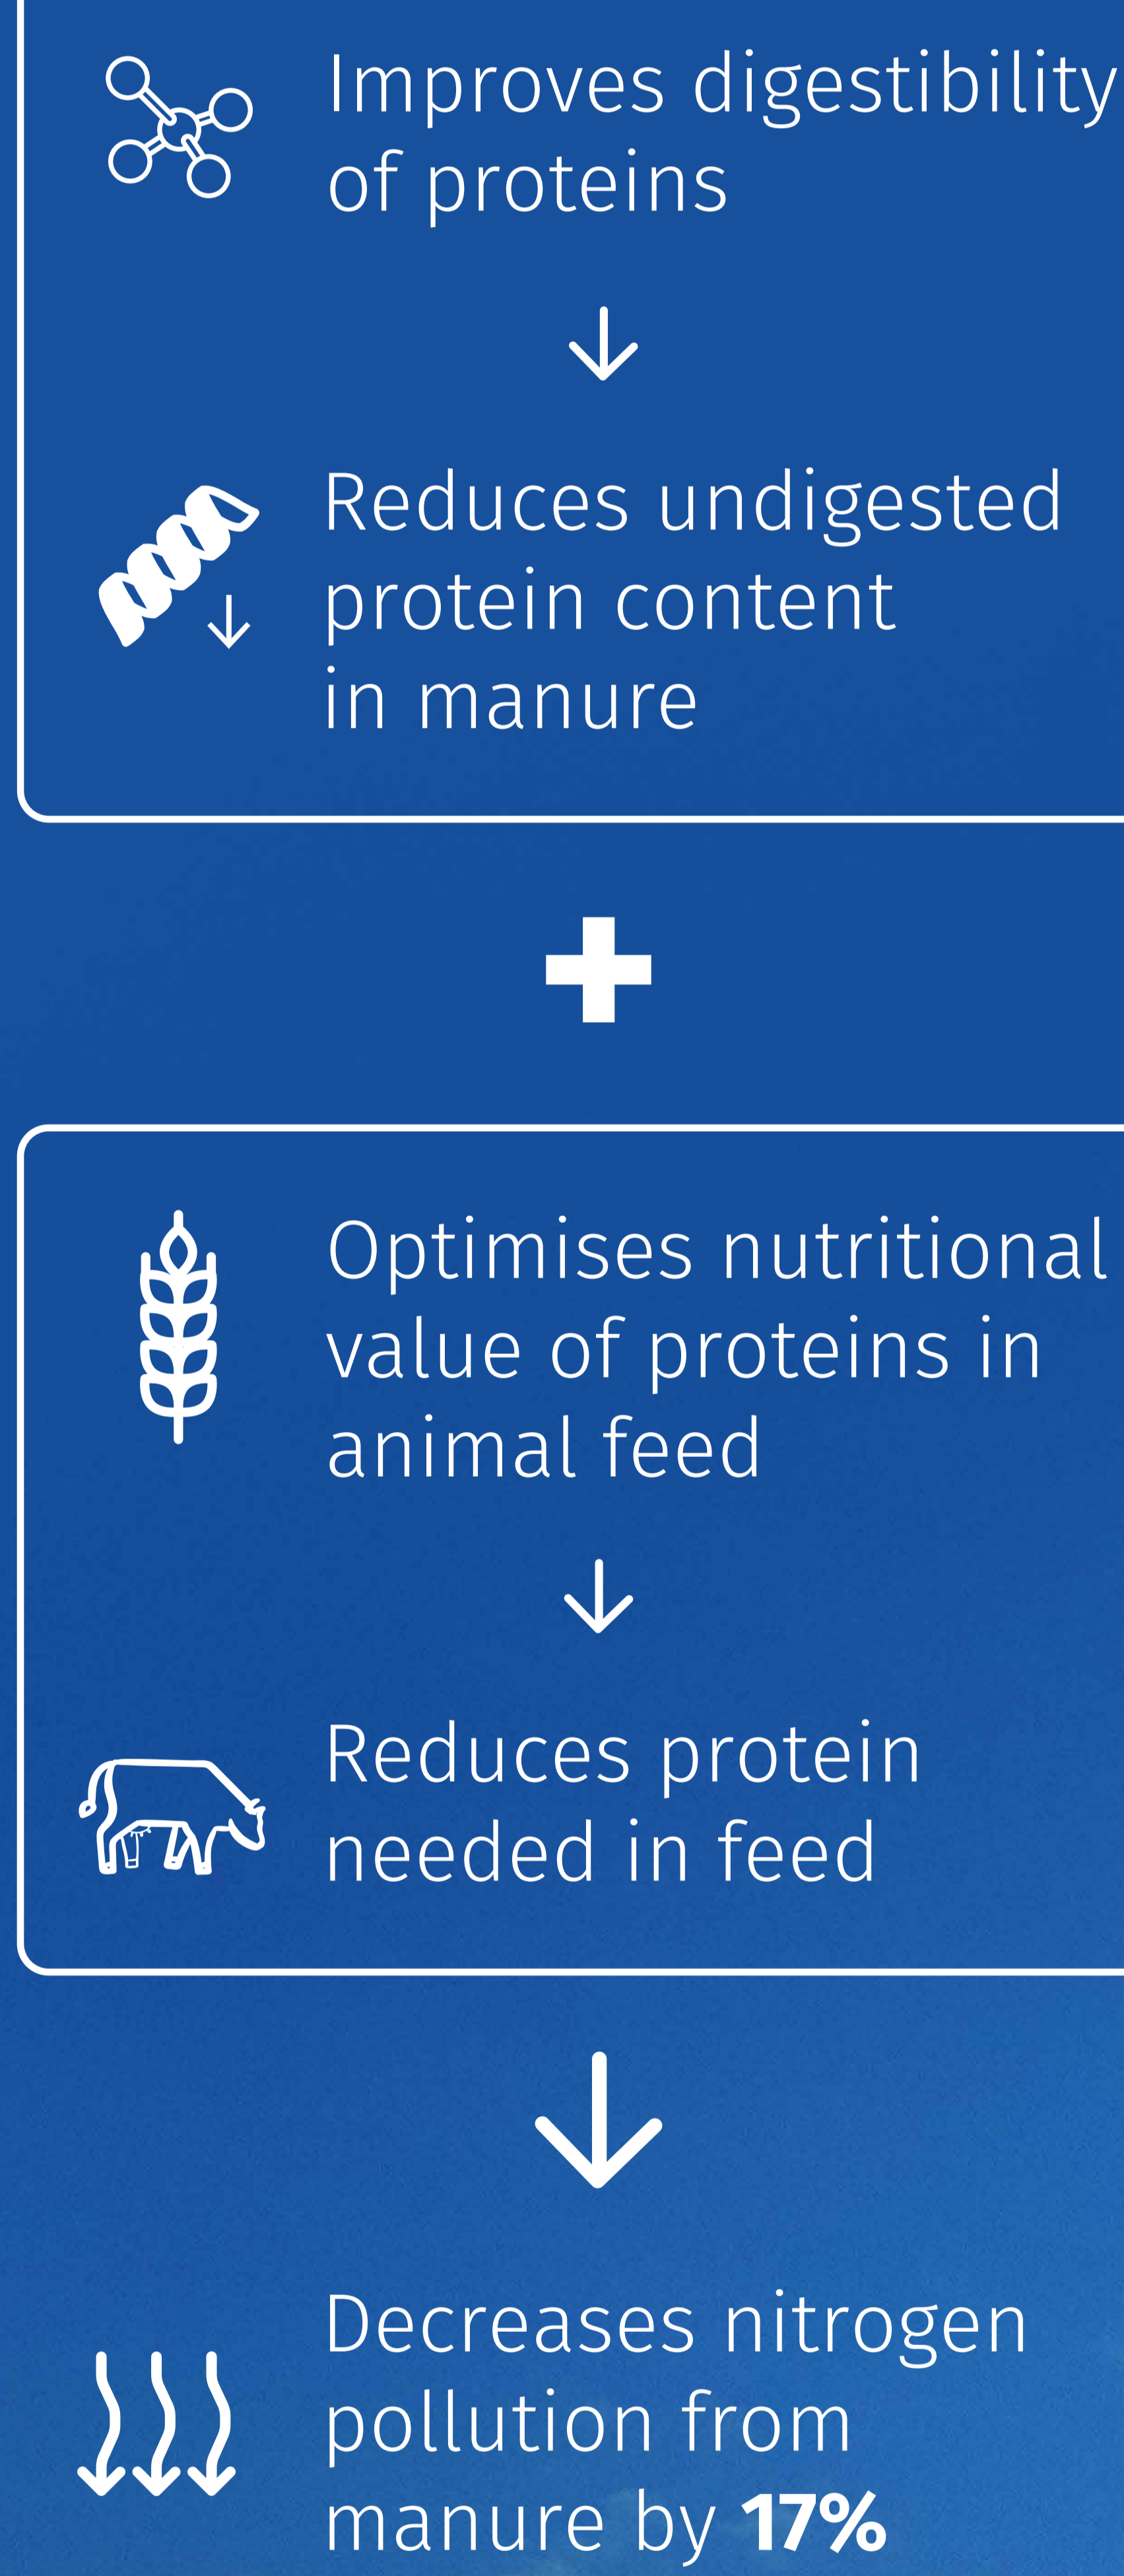 Improves digestibility
of proteins
Reduces undigested
protein content
in manure
Optimises nutritional
value of proteins in
animal feed
Reduces protein
needed in feed
Decreases nitrogen
pollution from
manure by 17%